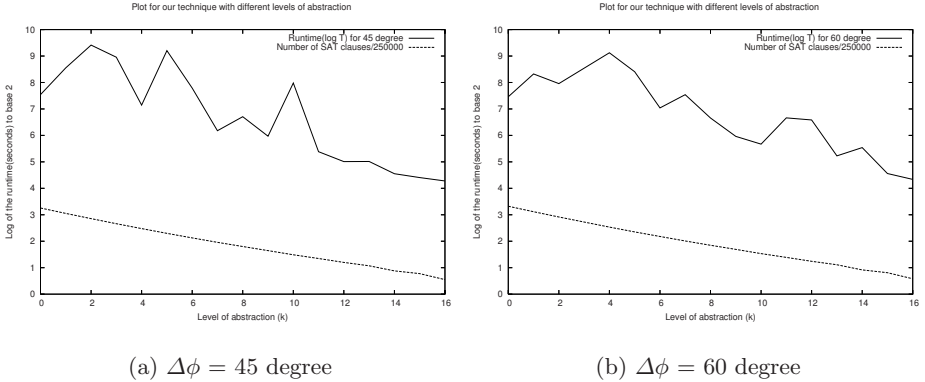 Plot for our technique with different levels of abstraction
Runtime(log T) for 45 degree
Number of SAT clauses/250000
Log of the runtime(seconds) to base 2
10
9
8
7
6
5
4
3
2
1
0
0 2 4 6 8 10 12 14 16
Level of abstraction (k)
(a) Δϕ = 45 degree
Plot for our technique with different levels of abstraction
Runtime(log T) for 60 degree
Number of SAT clauses/250000
Log of the runtime(seconds) to base 2
10
9
8
7
6
5
4
3
2
1
0
0 2 4 6 8 10 12 14 16
Level of abstraction (k)
(b) Δϕ = 60 degree